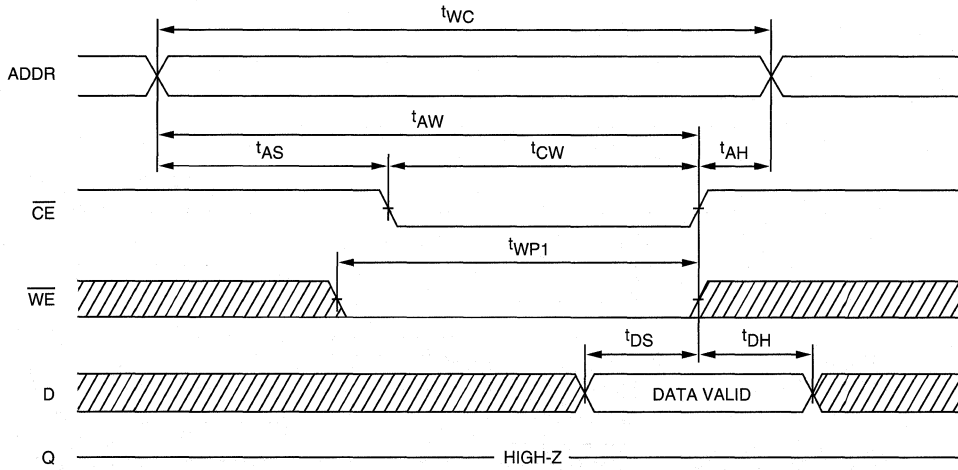 tWC
ADDR
tAW
tAS tCW tAH
CE
tWP1
WE
tDS tDH
D DATA VALID
Q HIGH-Z